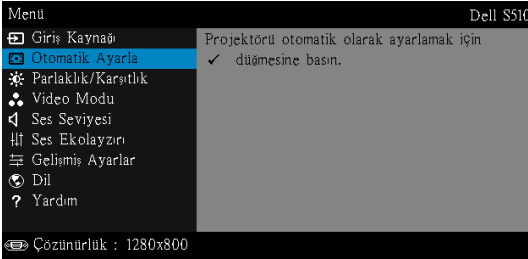 Menü Dell S510
Giriş Kaynağı
Otomatik Ayarla
Parlaklık/Karşıtlık
Video Modu
Ses Seviyesi
Ses Ekolayzırı
Gelişmiş Ayarlar
Dil
? Yardım
Projektörü otomatik olarak ayarlamak için
✓ düğmesine basın.
Çözünürlük : 1280x800